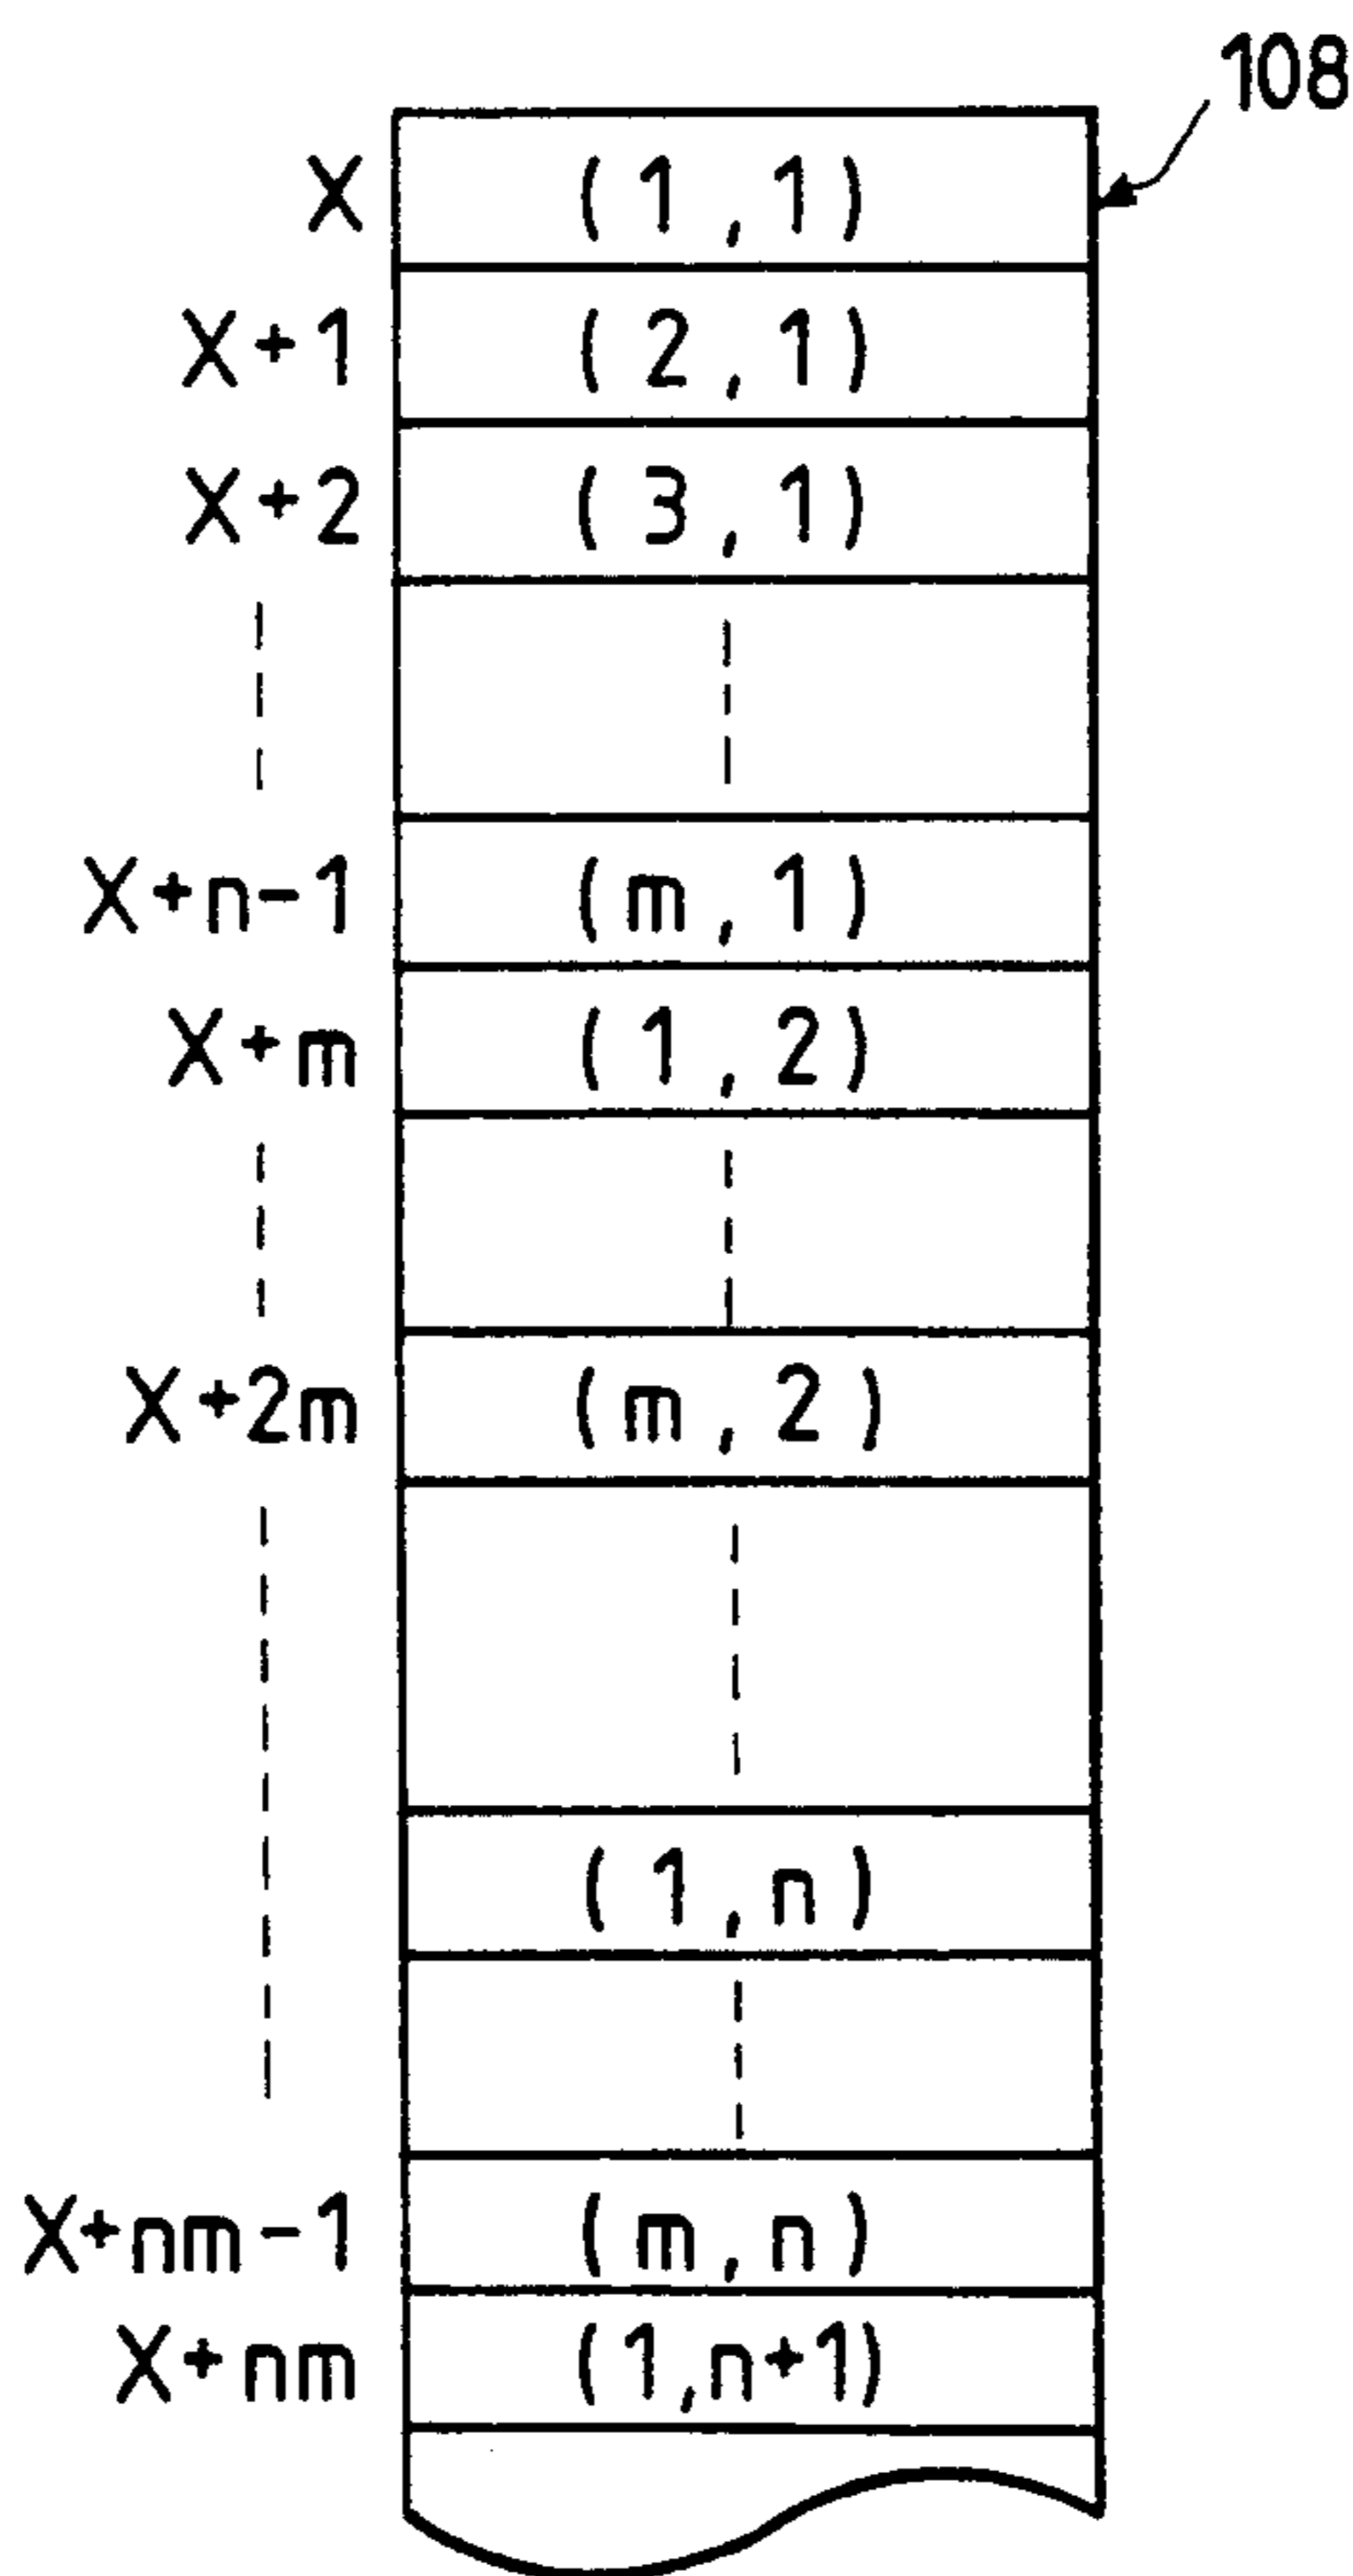 108
X (1,1)
X+1 (2,1)
X+2 (3,1)
X+n-1 (m,1)
X+m (1,2)
X+2m (m,2)
(1,n)
X+nm-1 (m,n)
X+nm (1,n+1)